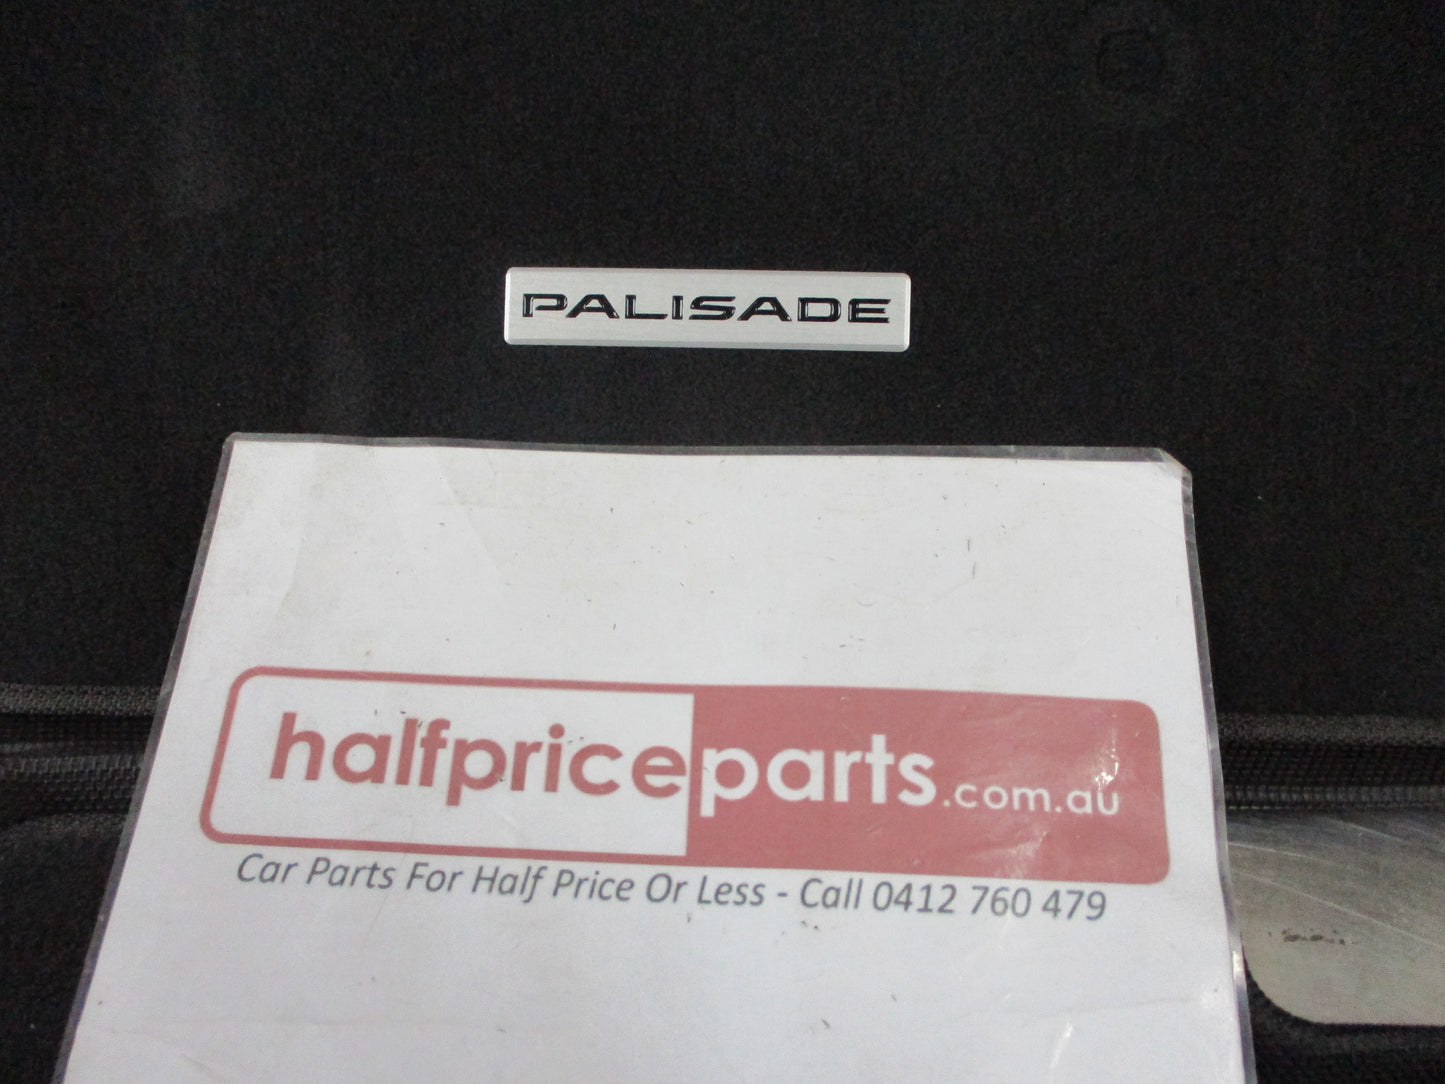 PALISADE
halfpriceparts.com.au
Car Parts For Half Price Or Less - Call 0412 760 479